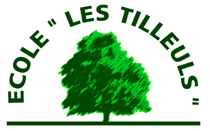 ECOLE " LES TILLEULS "